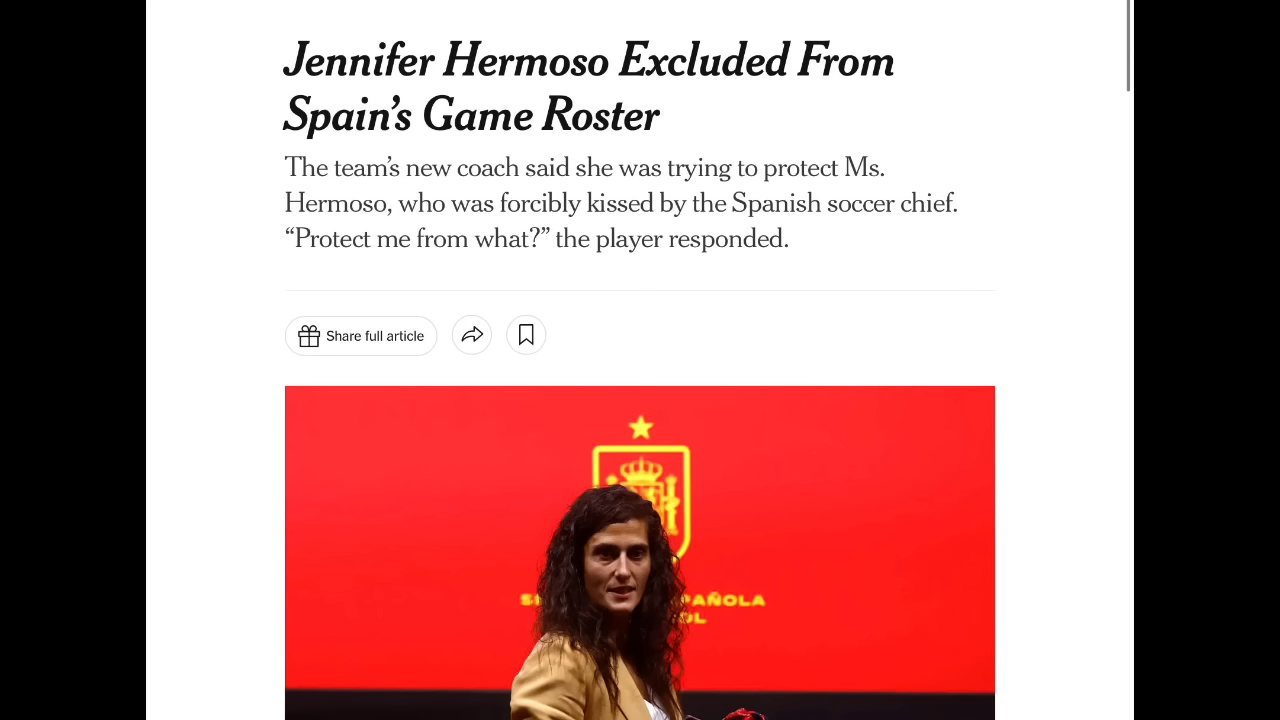 Jennifer Hermoso Excluded From
Spain’s Game Roster
The team’s new coach said she was trying to protect Ms.
Hermoso, who was forcibly kissed by the Spanish soccer chief.
“Protect me from what?” the player responded.
Share full article